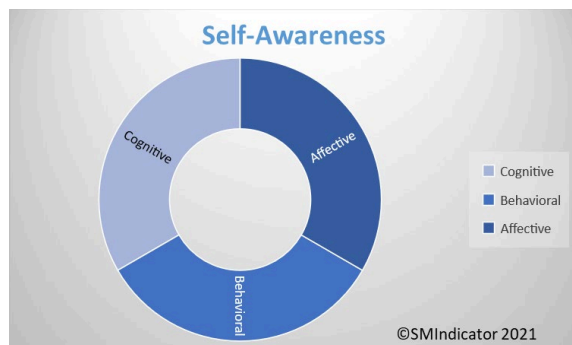 Self-Awareness
Cognitive
Affective
Behavioral
Cognitive
Behavioral
Affective
©SMIndicator 2021